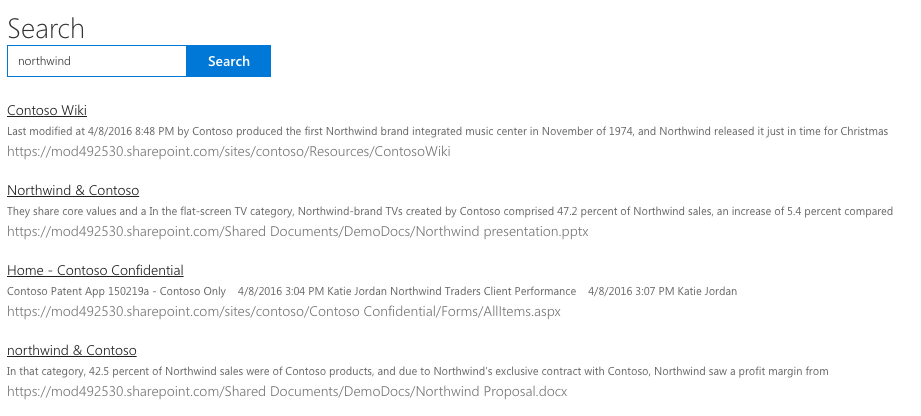 Search
northwind Search
Contoso Wiki
Last modified at 4/8/2016 8:48 PM by Contoso produced the first Northwind brand integrated music center in November of 1974, and Northwind released it just in time for Christmas
https://mod492530.sharepoint.com/sites/contoso/Resources/ContosoWiki
Northwind & Contoso
They share core values and a In the flat-screen TV category, Northwind-brand TVs created by Contoso comprised 47.2 percent of Northwind sales, an increase of 5.4 percent compared
https://mod492530.sharepoint.com/Shared Documents/DemoDocs/Northwind presentation.pptx
Home - Contoso Confidential
Contoso Patent App 150219a - Contoso Only 4/8/2016 3:04 PM Katie Jordan Northwind Traders Client Performance 4/8/2016 3:07 PM Katie Jordan
https://mod492530.sharepoint.com/sites/contoso/Contoso Confidential/Forms/AllItems.aspx
northwind & Contoso
In that category, 42.5 percent of Northwind sales were of Contoso products, and due to Northwind's exclusive contract with Contoso, Northwind saw a profit margin from
https://mod492530.sharepoint.com/Shared Documents/DemoDocs/Northwind Proposal.docx